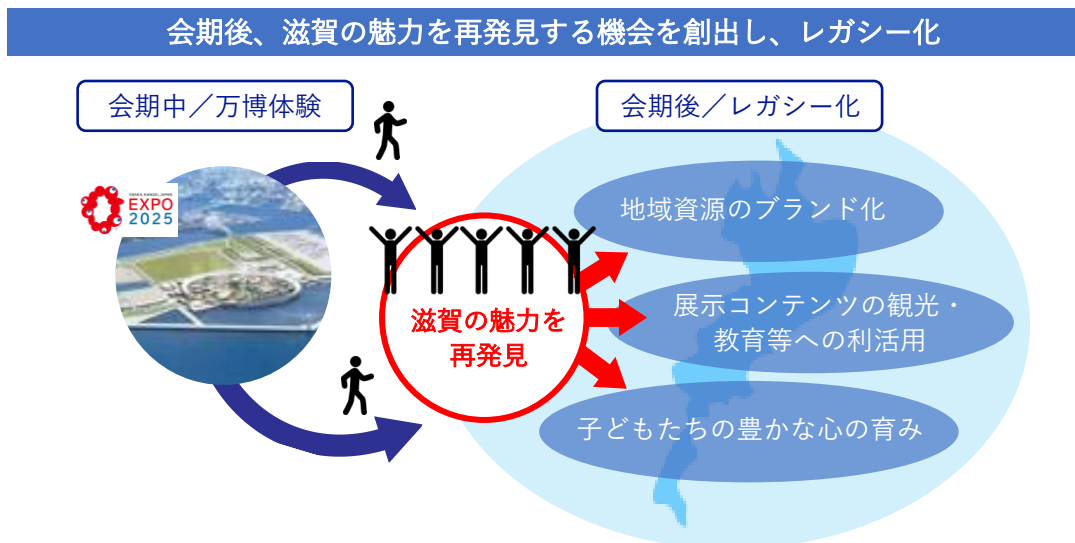 会期後、滋賀の魅力を再発見する機会を創出し、レガシー化
会期中／万博体験
会期後／レガシー化
OSAKA, KANSAI, JAPAN
EXPO
2025
地域資源のブランド化
滋賀の魅力を
再発見
展示コンテンツの観光・
教育等への利活用
子どもたちの豊かな心の育み